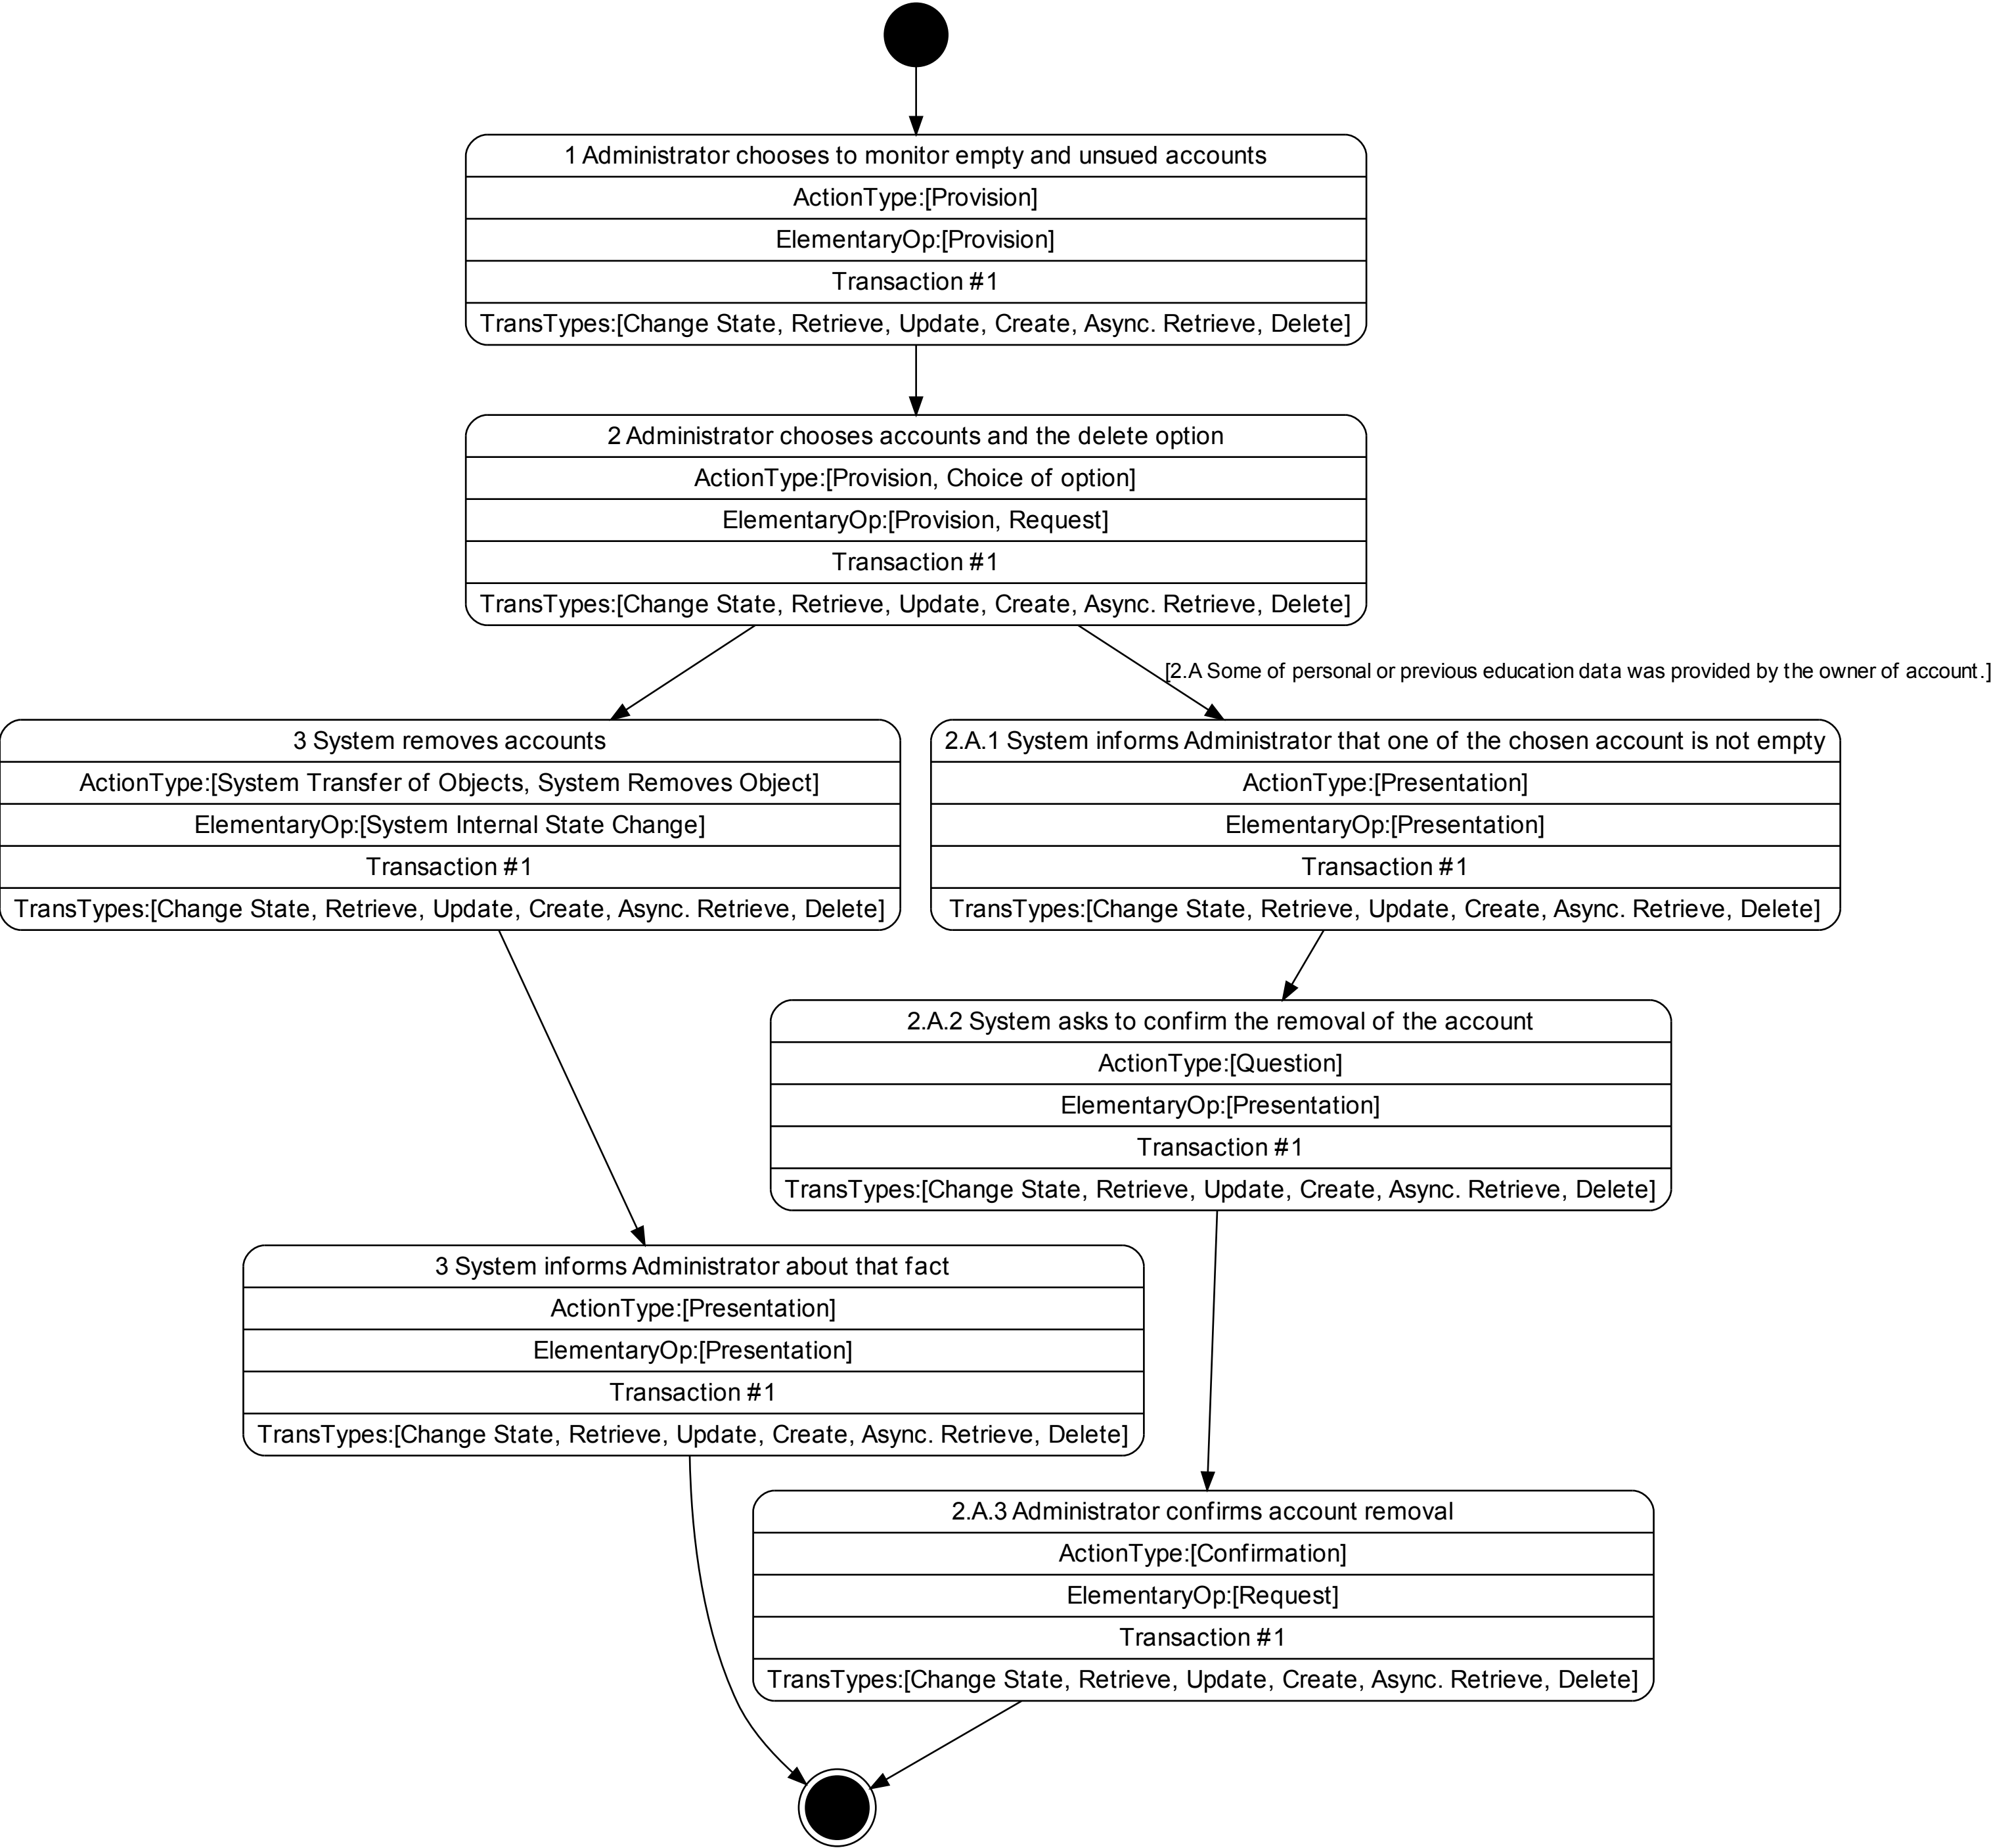 1 Administrator chooses to monitor empty and unsued accounts
ActionType:[Provision]
ElementaryOp:[Provision]
Transaction #1
TransTypes:[Change State, Retrieve, Update, Create, Async. Retrieve, Delete]
2 Administrator chooses accounts and the delete option
ActionType:[Provision, Choice of option]
ElementaryOp:[Provision, Request]
Transaction #1
TransTypes:[Change State, Retrieve, Update, Create, Async. Retrieve, Delete]
[2.A Some of personal or previous education data was provided by the owner of account.]
3 System removes accounts
ActionType:[System Transfer of Objects, System Removes Object]
ElementaryOp:[System Internal State Change]
Transaction #1
TransTypes:[Change State, Retrieve, Update, Create, Async. Retrieve, Delete]
2.A.1 System informs Administrator that one of the chosen account is not empty
ActionType:[Presentation]
ElementaryOp:[Presentation]
Transaction #1
TransTypes:[Change State, Retrieve, Update, Create, Async. Retrieve, Delete]
2.A.2 System asks to confirm the removal of the account
ActionType:[Question]
ElementaryOp:[Presentation]
Transaction #1
TransTypes:[Change State, Retrieve, Update, Create, Async. Retrieve, Delete]
3 System informs Administrator about that fact
ActionType:[Presentation]
ElementaryOp:[Presentation]
Transaction #1
TransTypes:[Change State, Retrieve, Update, Create, Async. Retrieve, Delete]
2.A.3 Administrator confirms account removal
ActionType:[Confirmation]
ElementaryOp:[Request]
Transaction #1
TransTypes:[Change State, Retrieve, Update, Create, Async. Retrieve, Delete]